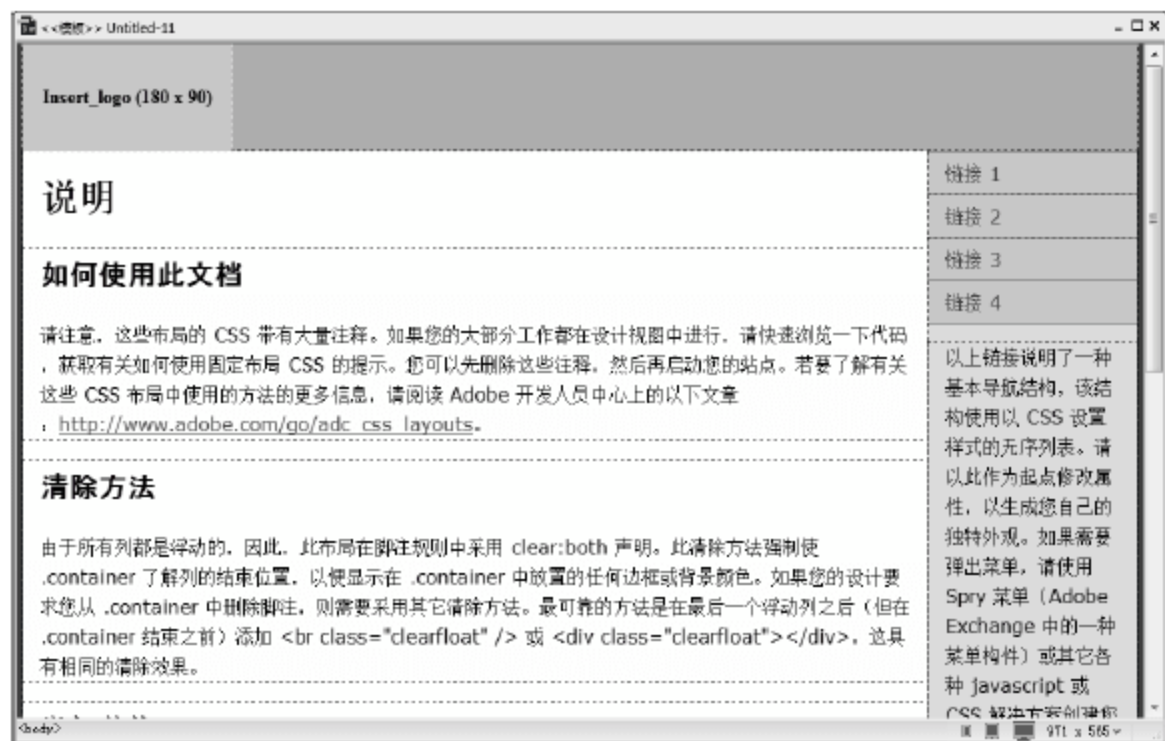 <<模板>> Untitled-11
Insert_logo (180 x 90)
说明
如何使用此文档
请注意，这些布局的 CSS 带有大量注释。如果您的大部分工作都在设计视图中进行，请快速浏览一下代码
，获取有关如何使用固定布局 CSS 的提示。您可以先删除这些注释，然后再启动您的站点。若要了解有关
这些 CSS 布局中使用的方法的更多信息，请阅读 Adobe 开发人员中心上的以下文章
：http://www.adobe.com/go/adc_css_layouts。
清除方法
由于所有列都是浮动的，因此，此布局在脚注规则中采用 clear:both 声明。此清除方法强制使
.container 了解列的结束位置，以便显示在 .container 中放置的任何边框或背景颜色。如果您的设计要
求您从 .container 中删除脚注，则需要采用其它清除方法。最可靠的方法是在最后一个浮动列之后（但在
.container 结束之前）添加 <br class="clearfloat" /> 或 <div class="clearfloat"></div>，这具
有相同的清除效果。
链接 1
链接 2
链接 3
链接 4
以上链接说明了一种
基本导航结构，该结
构使用以 CSS 设置
样式的无序列表。请
以此作为起点修改属
性，以生成您自己的
独特外观。如果需要
弹出菜单，请使用
Spry 菜单（Adobe
Exchange 中的一种
菜单构件）或其它各
种 javascript 或
CSS 解决方案创建您
<body>
971 x 565